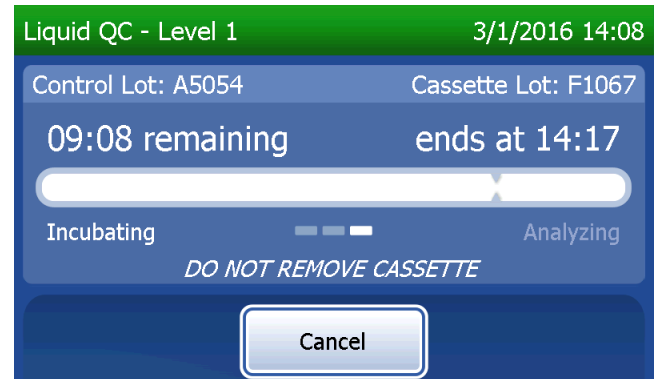 Liquid QC - Level 1 3/1/2016 14:08
Control Lot: A5054 Cassette Lot: F1067
09:08 remaining ends at 14:17
Incubating Analyzing
DO NOT REMOVE CASSETTE
Cancel